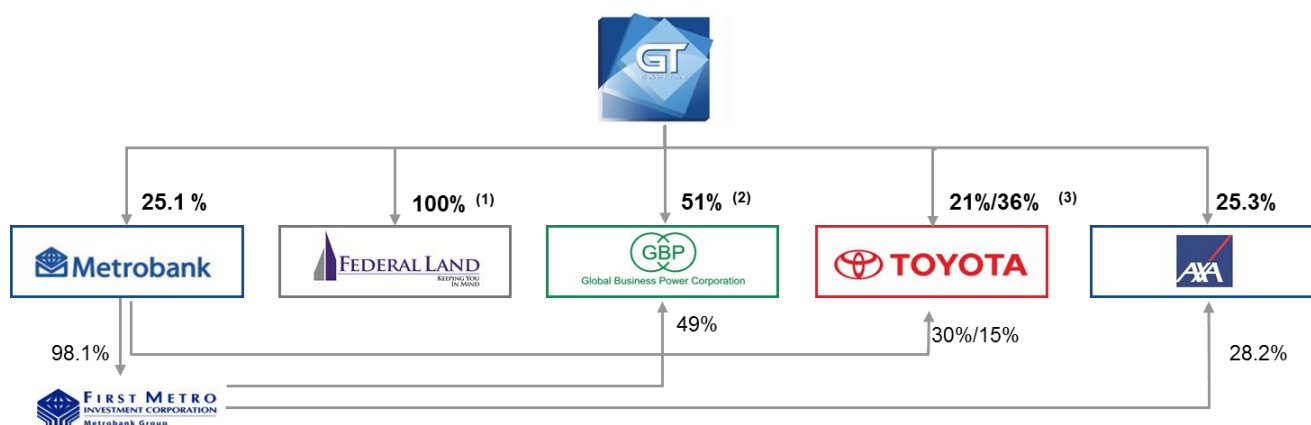 GT
CAPITAL
25.1 %
100% (1)
51% (2)
21%/36% (3)
25.3%
Metrobank
FEDERAL LAND
KEEPING YOU
IN MIND
GBP
Global Business Power Corporation
TOYOTA
AXA
98.1%
49%
30%/15%
28.2%
FIRST METRO
INVESTMENT CORPORATION
Metrobank Group